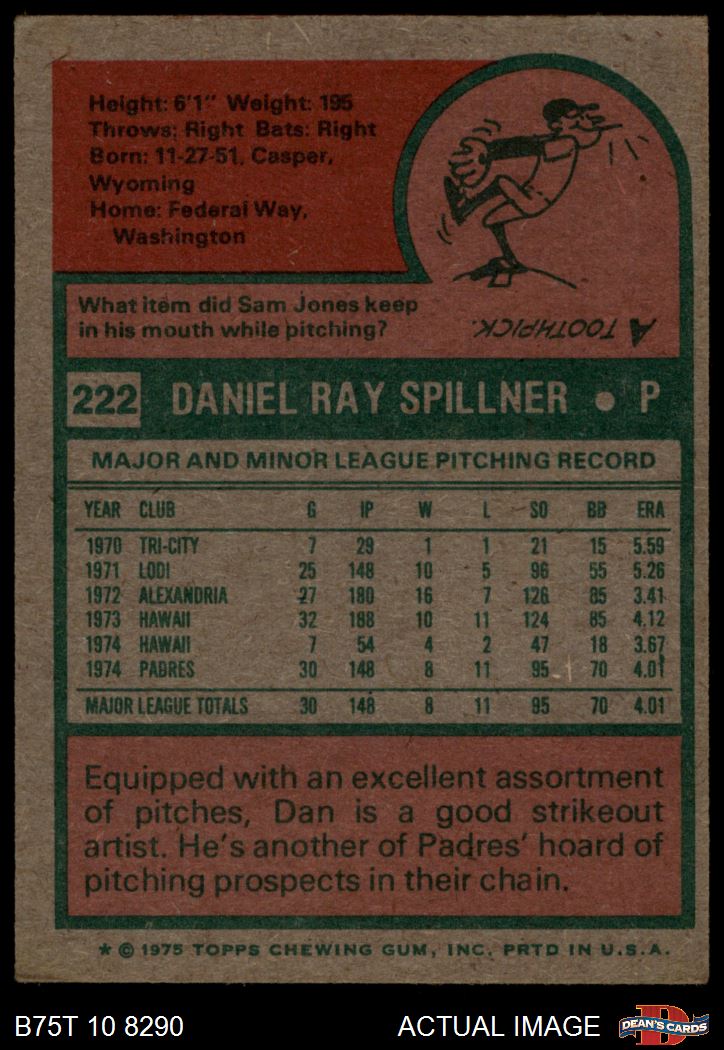 Height: 6'1" Weight: 195
Throws: Right Bats: Right
Born: 11-27-51, Casper,
Wyoming
Home: Federal Way,
Washington
What item did Sam Jones keep
in his mouth while pitching?
A TOOTHPICK.
222 DANIEL RAY SPILLNER • P
MAJOR AND MINOR LEAGUE PITCHING RECORD
YEAR CLUB G IP W L SO BB ERA
1970 TRI-CITY 7 29 1 1 21 15 5.59
1971 LODI 25 148 10 5 96 55 5.26
1972 ALEXANDRIA 27 180 16 7 126 85 3.41
1973 HAWAII 32 188 10 11 124 85 4.12
1974 HAWAII 7 54 4 2 47 18 3.67
1974 PADRES 30 148 8 11 95 70 4.01
MAJOR LEAGUE TOTALS 30 148 8 11 95 70 4.01
Equipped with an excellent assortment
of pitches, Dan is a good strikeout
artist. He's another of Padres' hoard of
pitching prospects in their chain.
* © 1975 TOPPS CHEWING GUM, INC. PRTD IN U.S.A.
B75T 10 8290 ACTUAL IMAGE DEAN'S CARDS